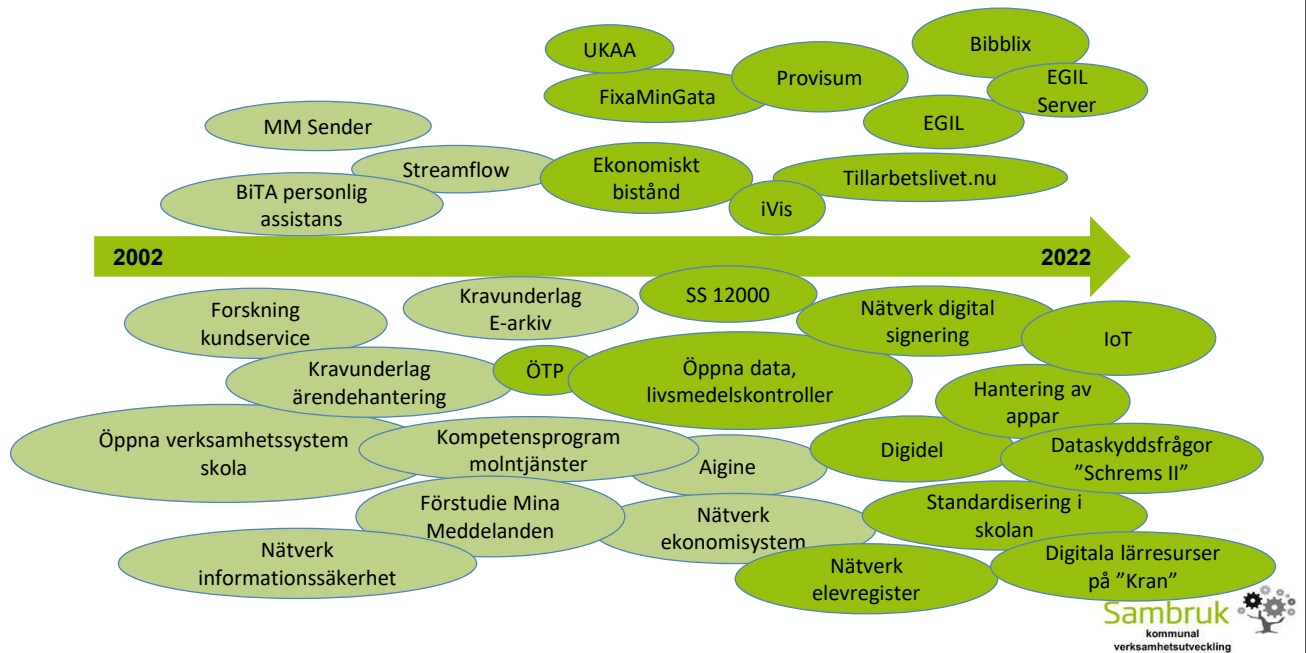 UKAA
FixaMinGata
Provisum
Bibblix
EGIL
Server
EGIL
MM Sender
Streamflow
BiTA personlig
assistans
Ekonomiskt
bistånd
iVis
Tillarbetslivet.nu
2002
2022
Forskning
kundservice
Kravunderlag
E-arkiv
SS 12000
Nätverk digital
signering
IoT
Kravunderlag
ärendehantering
ÖTP
Öppna data,
livsmedelskontroller
Hantering av
appar
Öppna verksamhetssystem
skola
Kompetensprogram
molntjänster
Aigine
Digidel
Dataskyddsfrågor
”Schrems II”
Förstudie Mina
Meddelanden
Nätverk
ekonomisystem
Standardisering i
skolan
Nätverk
informationssäkerhet
Nätverk
elevregister
Digitala lärresurser
på ”Kran”
Sambruk
kommunal
verksamhetsutveckling